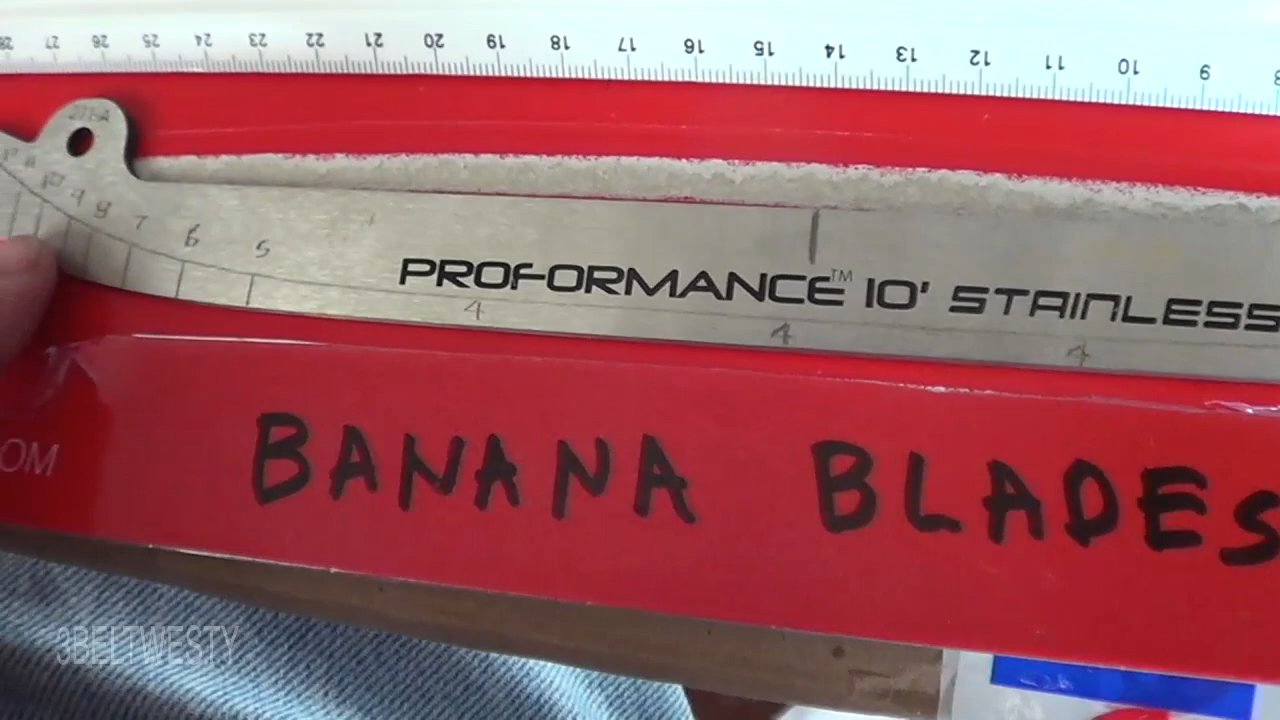 28 27 26 25 24 23 22 21 20 19 18 17 16 15 14 13 12 11 10 9 8
9 8 7 6 5
PROFORMANCE™ 10' STAINLESS
4 4 4
BANANA BLADES
OM
3BELTWESTY